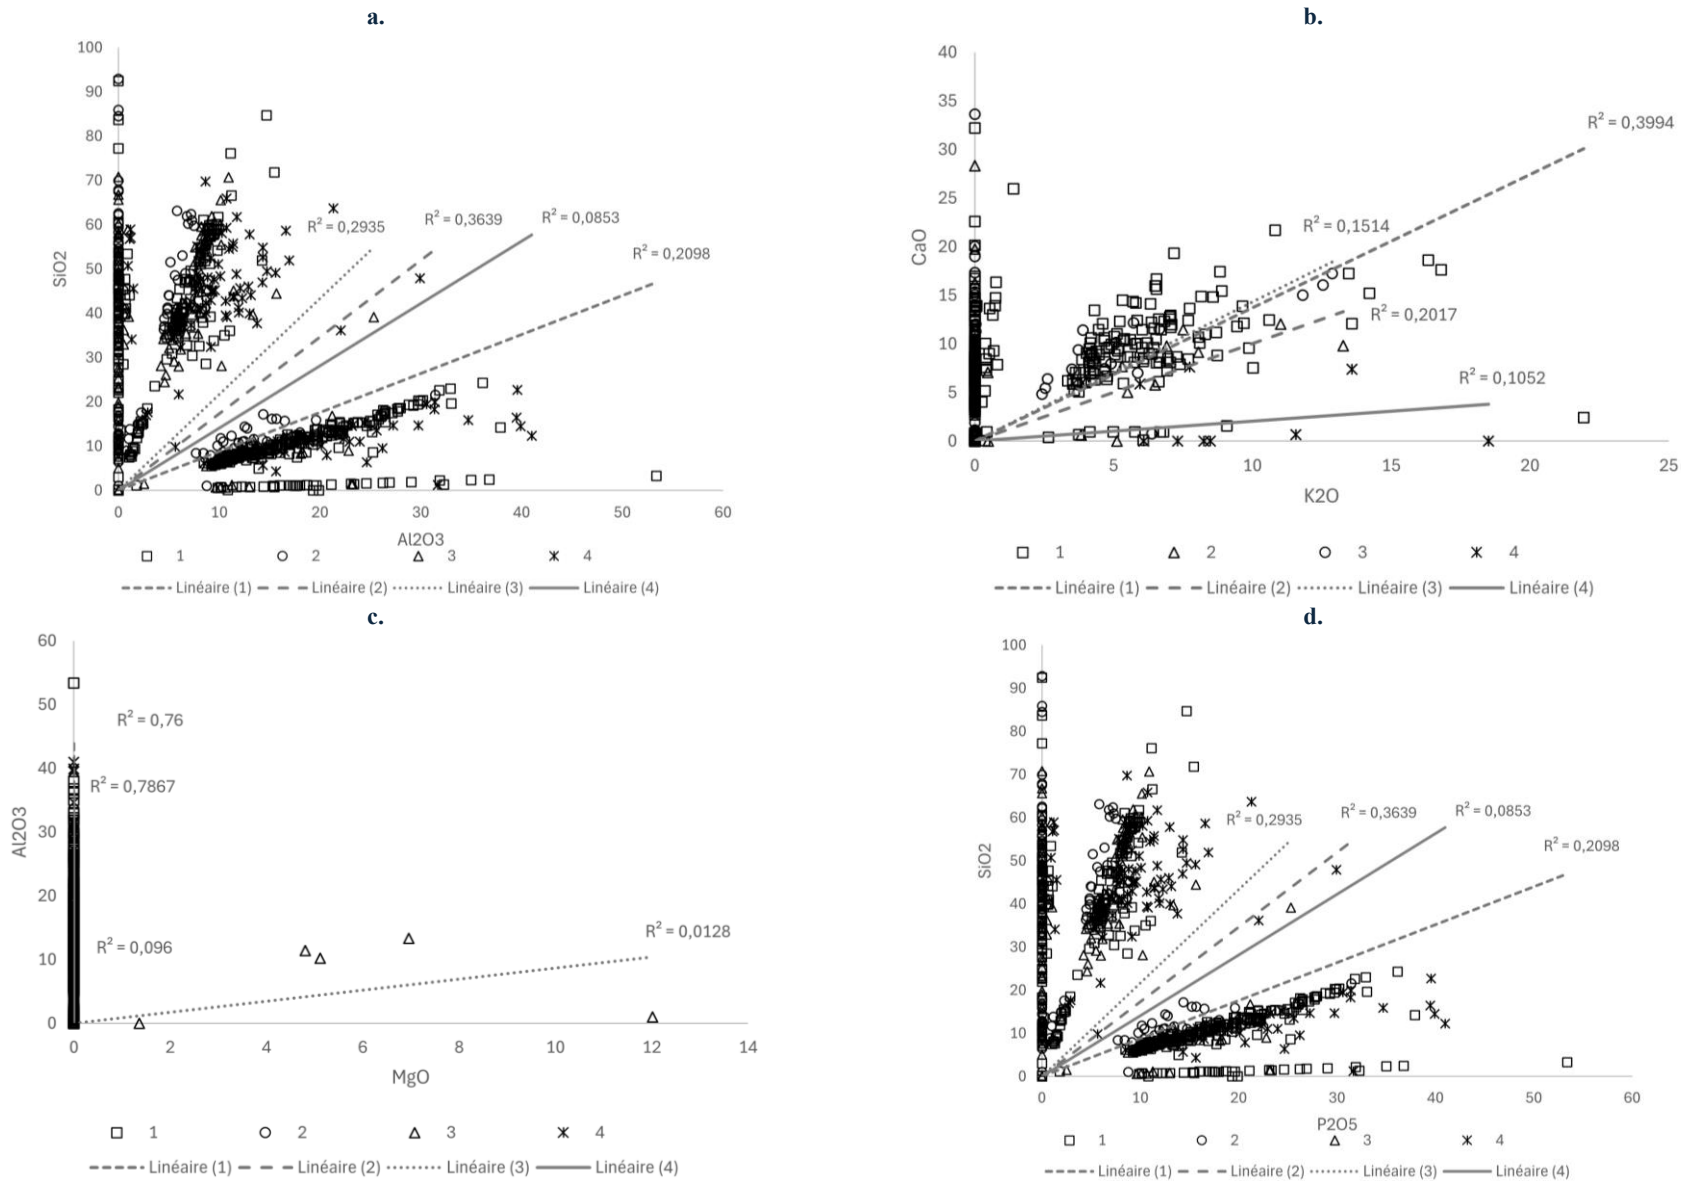 a.
100
90
80
70
60
50
40
30
20
10
0
SiO2
R² = 0,2935
R² = 0,3639
R² = 0,0853
R² = 0,2098
0 10 20 30 40 50 60
Al2O3
1 2 3 4
Linéaire (1) Linéaire (2) Linéaire (3) Linéaire (4)
b.
40
35
30
25
20
15
10
5
0
CaO
R² = 0,3994
R² = 0,1514
R² = 0,2017
R² = 0,1052
0 5 10 15 20 25
K2O
1 2 3 4
Linéaire (1) Linéaire (2) Linéaire (3) Linéaire (4)
c.
60
50
40
30
20
10
0
Al2O3
R² = 0,76
R² = 0,7867
R² = 0,096
R² = 0,0128
0 2 4 6 8 10 12 14
MgO
1 2 3 4
Linéaire (1) Linéaire (2) Linéaire (3) Linéaire (4)
d.
100
90
80
70
60
50
40
30
20
10
0
SiO2
R² = 0,2935
R² = 0,3639
R² = 0,0853
R² = 0,2098
0 10 20 30 40 50 60
P2O5
1 2 3 4
Linéaire (1) Linéaire (2) Linéaire (3) Linéaire (4)